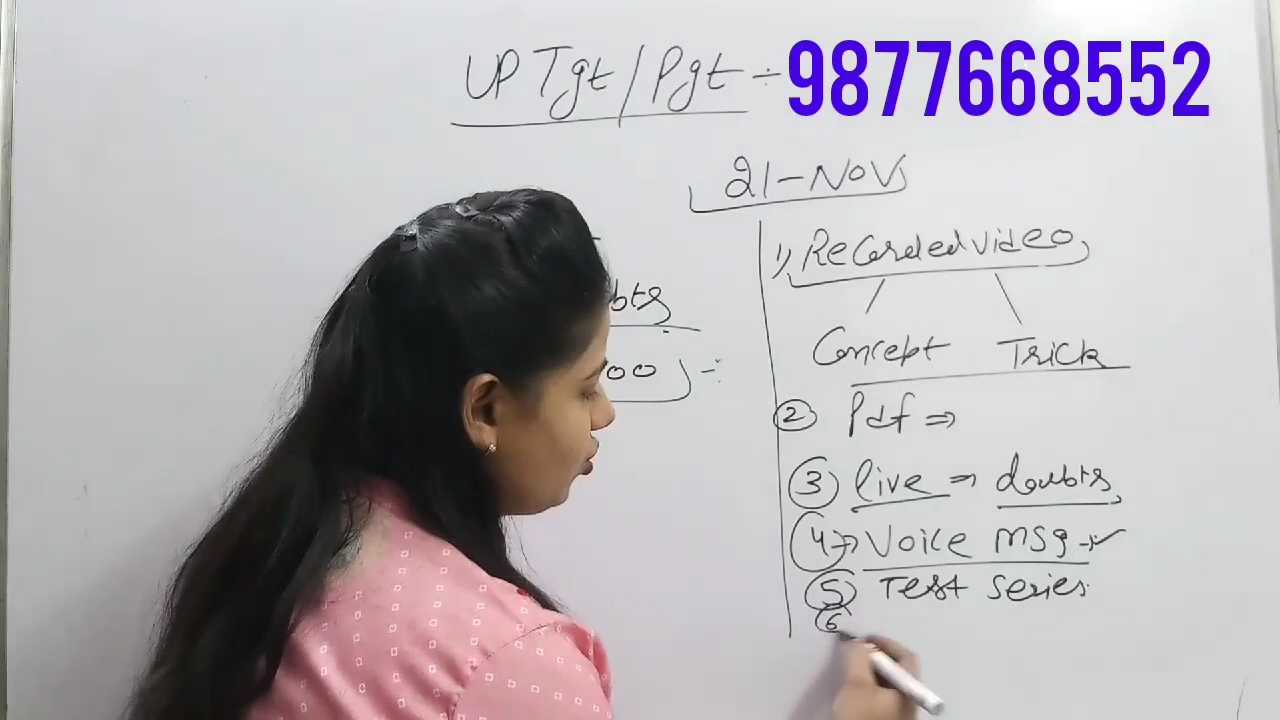 UP Tgt / Pgt ÷ 9877668552
21-Nov
1) Recorded video
Concept Trick
2 Pdf ⇒
3 live ⇒ doubts
4 ⇒ Voice msg → ✓
5 Test Series
6